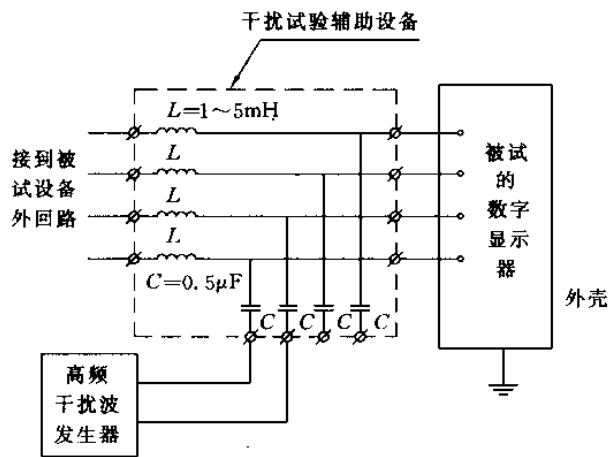 干扰试验辅助设备
L=1～5mH
接到被
试设备
外回路
L
L
L
C=0.5μF
C
C
C
C
被试
的
数字
显示
器
外壳
高频
干扰波
发生器